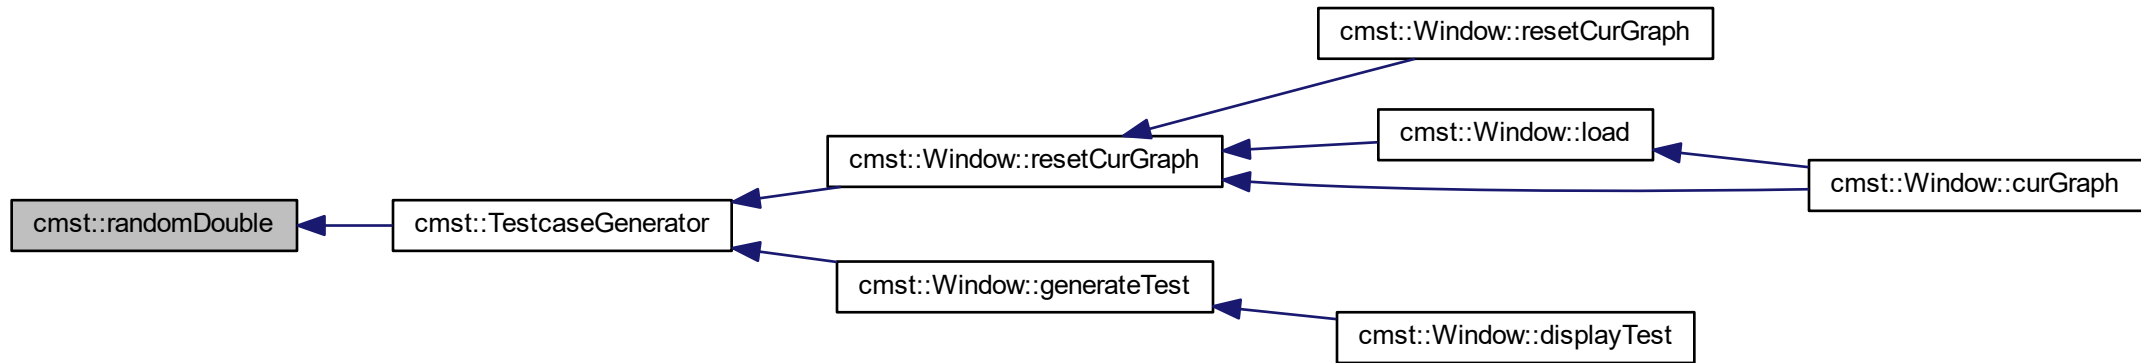 cmst::randomDouble
cmst::TestcaseGenerator
cmst::Window::resetCurGraph
cmst::Window::resetCurGraph
cmst::Window::load
cmst::Window::curGraph
cmst::Window::generateTest
cmst::Window::displayTest